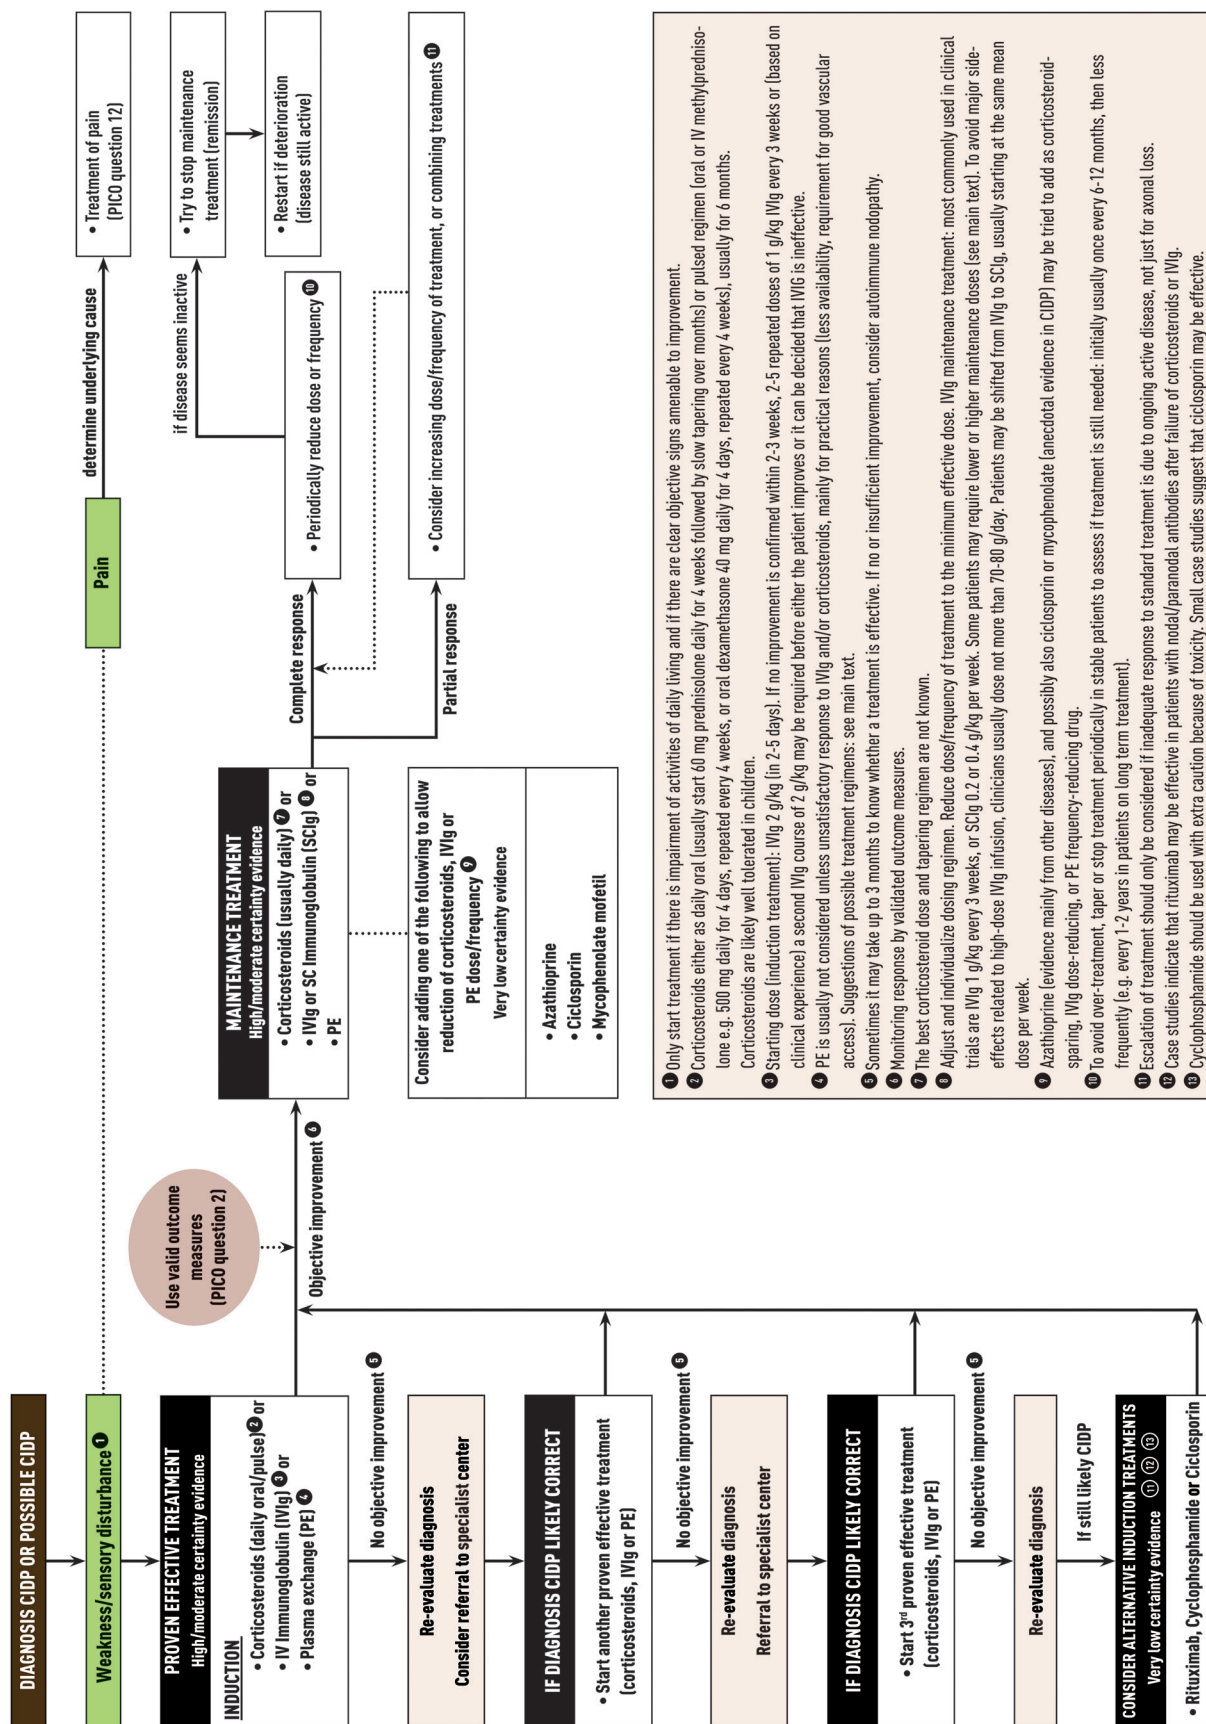 DIAGNOSIS CIDP OR POSSIBLE CIDP
Weakness/sensory disturbance ❶
Pain
determine underlying cause
• Treatment of pain
(PICO question 12)
PROVEN EFFECTIVE TREATMENT
High/moderate certainty evidence
INDUCTION
• Corticosteroids (daily oral/pulse)❷ or
• IV Immunoglobulin (IVIg) ❸ or
• Plasma exchange (PE) ❹
Use valid outcome
measures
(PICO question 2)
Objective improvement ❻
MAINTENANCE TREATMENT
High/moderate certainty evidence
• Corticosteroids (usually daily) ❼ or
• IVIg or SC Immunoglobulin (SCIg) ❽ or
• PE
Consider adding one of the following to allow
reduction of corticosteroids, IVIg or
PE dose/frequency ❾
Very low certainty evidence
• Azathioprine
• Ciclosporin
• Mycophenolate mofetil
Complete response
Partial response
• Periodically reduce dose or frequency ❿
if disease seems inactive
• Try to stop maintenance
treatment (remission)
• Restart if deterioration
(disease still active)
• Consider increasing dose/frequency of treatment, or combining treatments ⓫
No objective improvement ❺
Re-evaluate diagnosis
Consider referral to specialist center
IF DIAGNOSIS CIDP LIKELY CORRECT
• Start another proven effective treatment
(corticosteroids, IVIg or PE)
No objective improvement ❺
Re-evaluate diagnosis
Referral to specialist center
IF DIAGNOSIS CIDP LIKELY CORRECT
• Start 3rd proven effective treatment
(corticosteroids, IVIg or PE)
No objective improvement ❺
Re-evaluate diagnosis
If still likely CIDP
CONSIDER ALTERNATIVE INDUCTION TREATMENTS
Very low certainty evidence ⑪ ⑫ ⑬
• Rituximab, Cyclophosphamide or Ciclosporin
❶ Only start treatment if there is impairment of activities of daily living and if there are clear objective signs amenable to improvement.
❷ Corticosteroids either as daily oral (usually start 60 mg prednisolone daily for 4 weeks followed by slow tapering over months) or pulsed regimen (oral or IV methylpredniso-
lone e.g. 500 mg daily for 4 days, repeated every 4 weeks, or oral dexamethasone 40 mg daily for 4 days, repeated every 4 weeks), usually for 6 months.
Corticosteroids are likely well tolerated in children.
❸ Starting dose (induction treatment): IVIg 2 g/kg (in 2-5 days). If no improvement is confirmed within 2-3 weeks, 2-5 repeated doses of 1 g/kg IVIg every 3 weeks or (based on
clinical experience) a second IVIg course of 2 g/kg may be required before either the patient improves or it can be decided that IVIG is ineffective.
❹ PE is usually not considered unless unsatisfactory response to IVIg and/or corticosteroids, mainly for practical reasons (less availability, requirement for good vascular
access). Suggestions of possible treatment regimens: see main text.
❺ Sometimes it may take up to 3 months to know whether a treatment is effective. If no or insufficient improvement, consider autoimmune nodopathy.
❻ Monitoring response by validated outcome measures.
❼ The best corticosteroid dose and tapering regimen are not known.
❽ Adjust and individualize dosing regimen. Reduce dose/frequency of treatment to the minimum effective dose. IVIg maintenance treatment: most commonly used in clinical
trials are IVIg 1 g/kg every 3 weeks, or SCIg 0.2 or 0.4 g/kg per week. Some patients may require lower or higher maintenance doses (see main text). To avoid major side-
effects related to high-dose IVIg infusion, clinicians usually dose not more than 70-80 g/day. Patients may be shifted from IVIg to SCIg, usually starting at the same mean
dose per week.
❾ Azathioprine (evidence mainly from other diseases), and possibly also ciclosporin or mycophenolate (anecdotal evidence in CIDP) may be tried to add as corticosteroid-
sparing, IVIg dose-reducing, or PE frequency-reducing drug.
❿ To avoid over-treatment, taper or stop treatment periodically in stable patients to assess if treatment is still needed: initially usually once every 6-12 months, then less
frequently (e.g. every 1-2 years in patients on long term treatment).
⓫ Escalation of treatment should only be considered if inadequate response to standard treatment is due to ongoing active disease, not just for axonal loss.
⓬ Case studies indicate that rituximab may be effective in patients with nodal/paranodal antibodies after failure of corticosteroids or IVIg.
⓭ Cyclophosphamide should be used with extra caution because of toxicity. Small case studies suggest that ciclosporin may be effective.